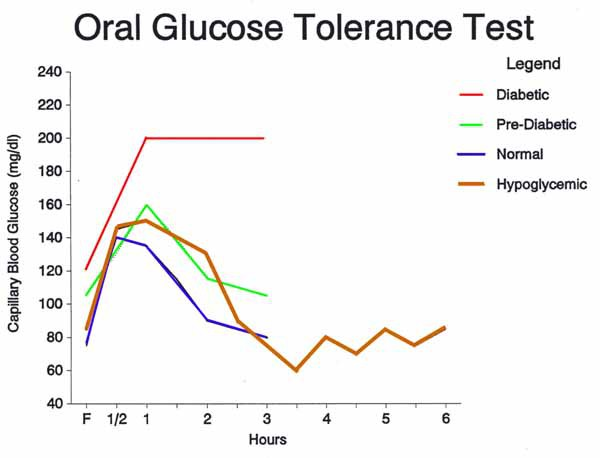 Oral Glucose Tolerance Test
Legend
Diabetic
Pre-Diabetic
Normal
Hypoglycemic
Capillary Blood Glucose (mg/dl)
240
220
200
180
160
140
120
100
80
60
40
F 1/2 1 2 3 4 5 6
Hours